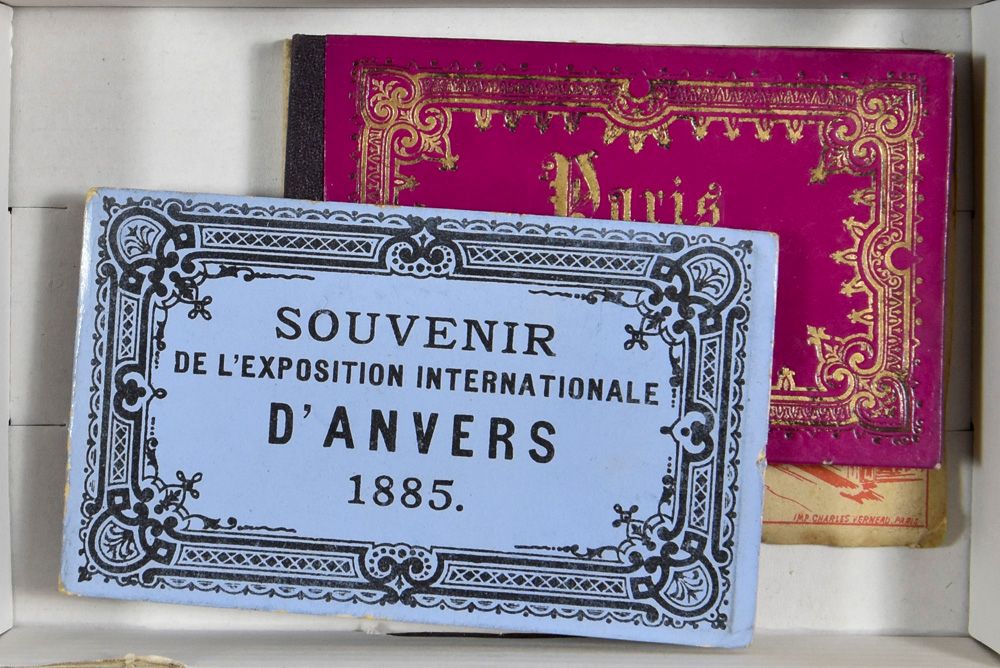 Paris
SOUVENIR
DE L'EXPOSITION INTERNATIONALE
D'ANVERS
1885.
IMP. CHARLES VERNEAU, PARIS